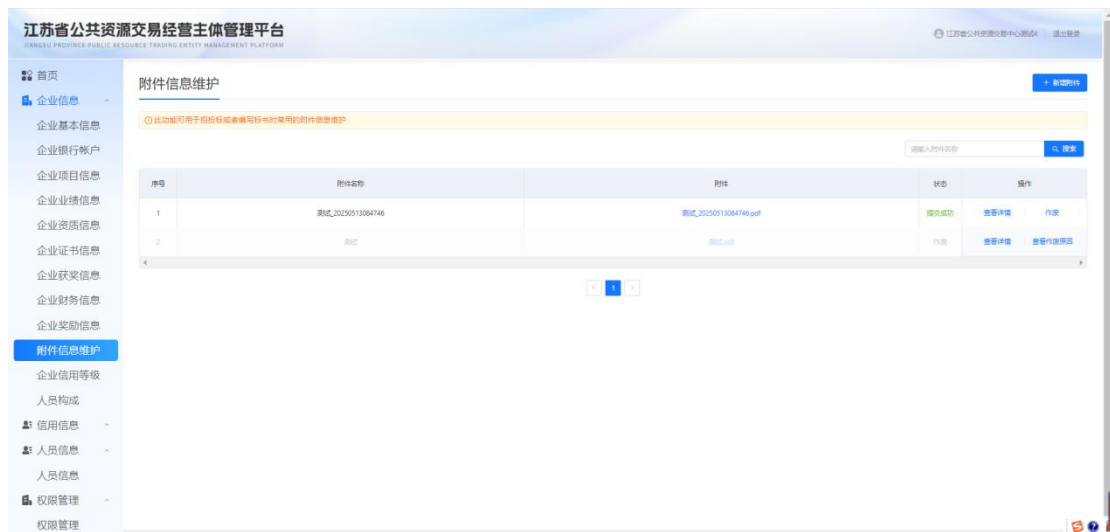 江苏省公共资源交易经营主体管理平台
JIANGSU PROVINCE PUBLIC RESOURCE TRADING ENTITY MANAGEMENT PLATFORM
江苏省公共资源交易中心测试4 退出登录
首页
企业信息
企业基本信息
企业银行帐户
企业项目信息
企业业绩信息
企业资质信息
企业证书信息
企业获奖信息
企业财务信息
企业奖励信息
附件信息维护
企业信用等级
人员构成
信用信息
人员信息
人员信息
权限管理
权限管理
附件信息维护
+ 新增附件
此功能可用于招投标或者编写标书时常用的附件信息维护
请输入附件名称 搜索
序号 附件名称 附件 状态 操作
1 测试_20250513084746 测试_20250513084746.pdf 提交成功 查看详情 作废
2 测试 测试.pdf 作废 查看详情 查看作废原因
< 1 >